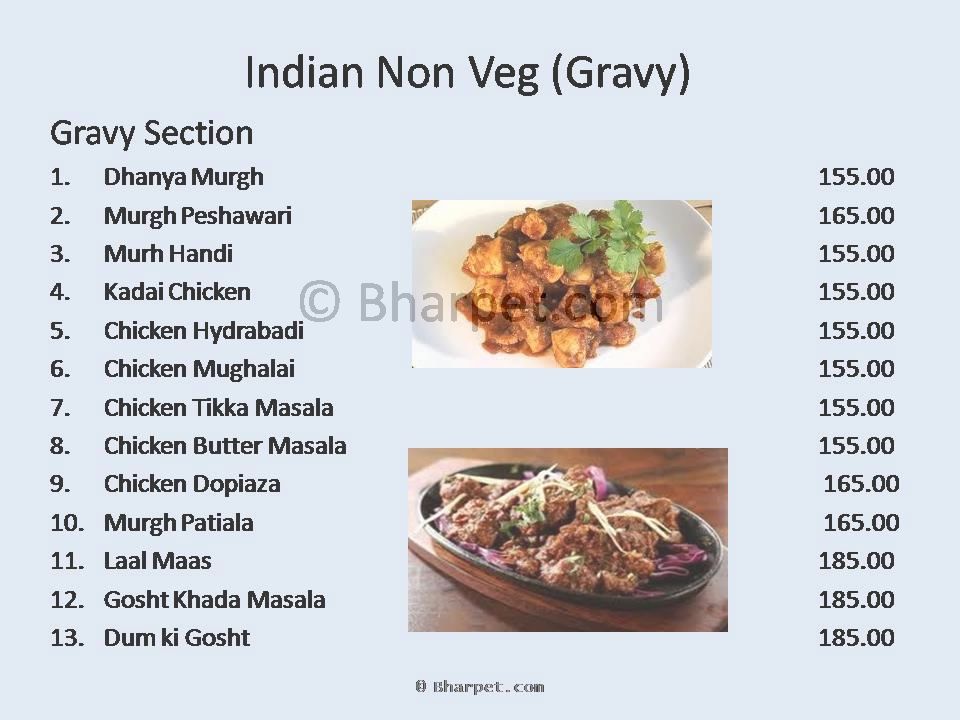 Indian Non Veg (Gravy)
Gravy Section
1. Dhanya Murgh 155.00
2. Murgh Peshawari 165.00
3. Murh Handi 155.00
4. Kadai Chicken 155.00
© Bharpet.com
5. Chicken Hydrabadi 155.00
6. Chicken Mughalai 155.00
7. Chicken Tikka Masala 155.00
8. Chicken Butter Masala 155.00
9. Chicken Dopiaza 165.00
10. Murgh Patiala 165.00
11. Laal Maas 185.00
12. Gosht Khada Masala 185.00
13. Dum ki Gosht 185.00
© Bharpet.com